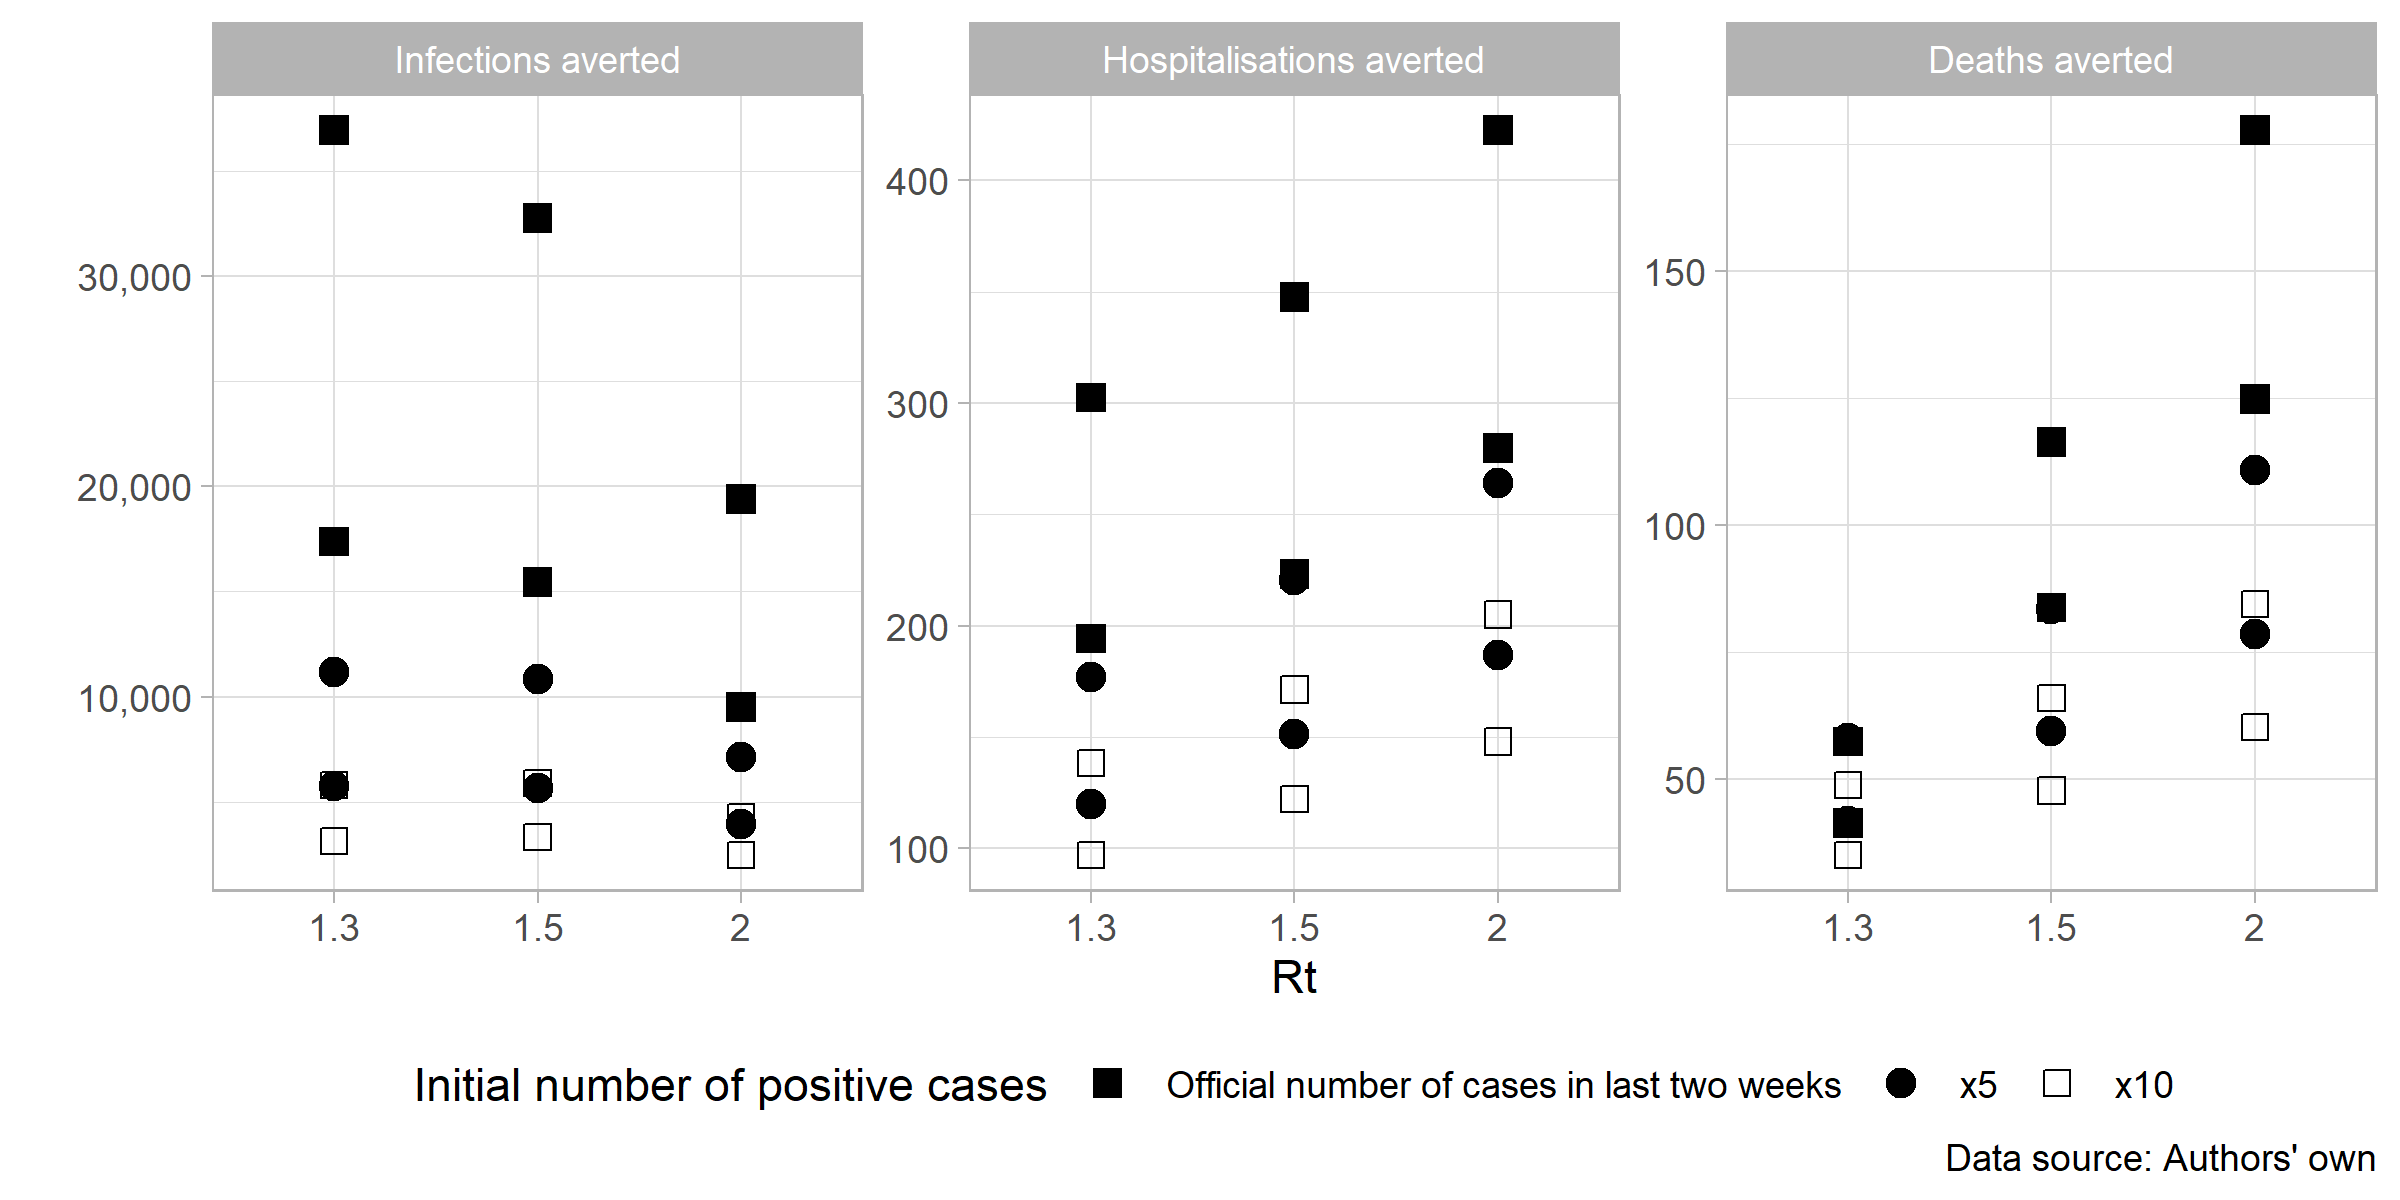 Infections averted
Hospitalisations averted
Deaths averted
30,000
20,000
10,000
400
300
200
100
150
100
50
1.3 1.5 2
1.3 1.5 2
1.3 1.5 2
Rt
Initial number of positive cases Official number of cases in last two weeks x5 x10
Data source: Authors' own